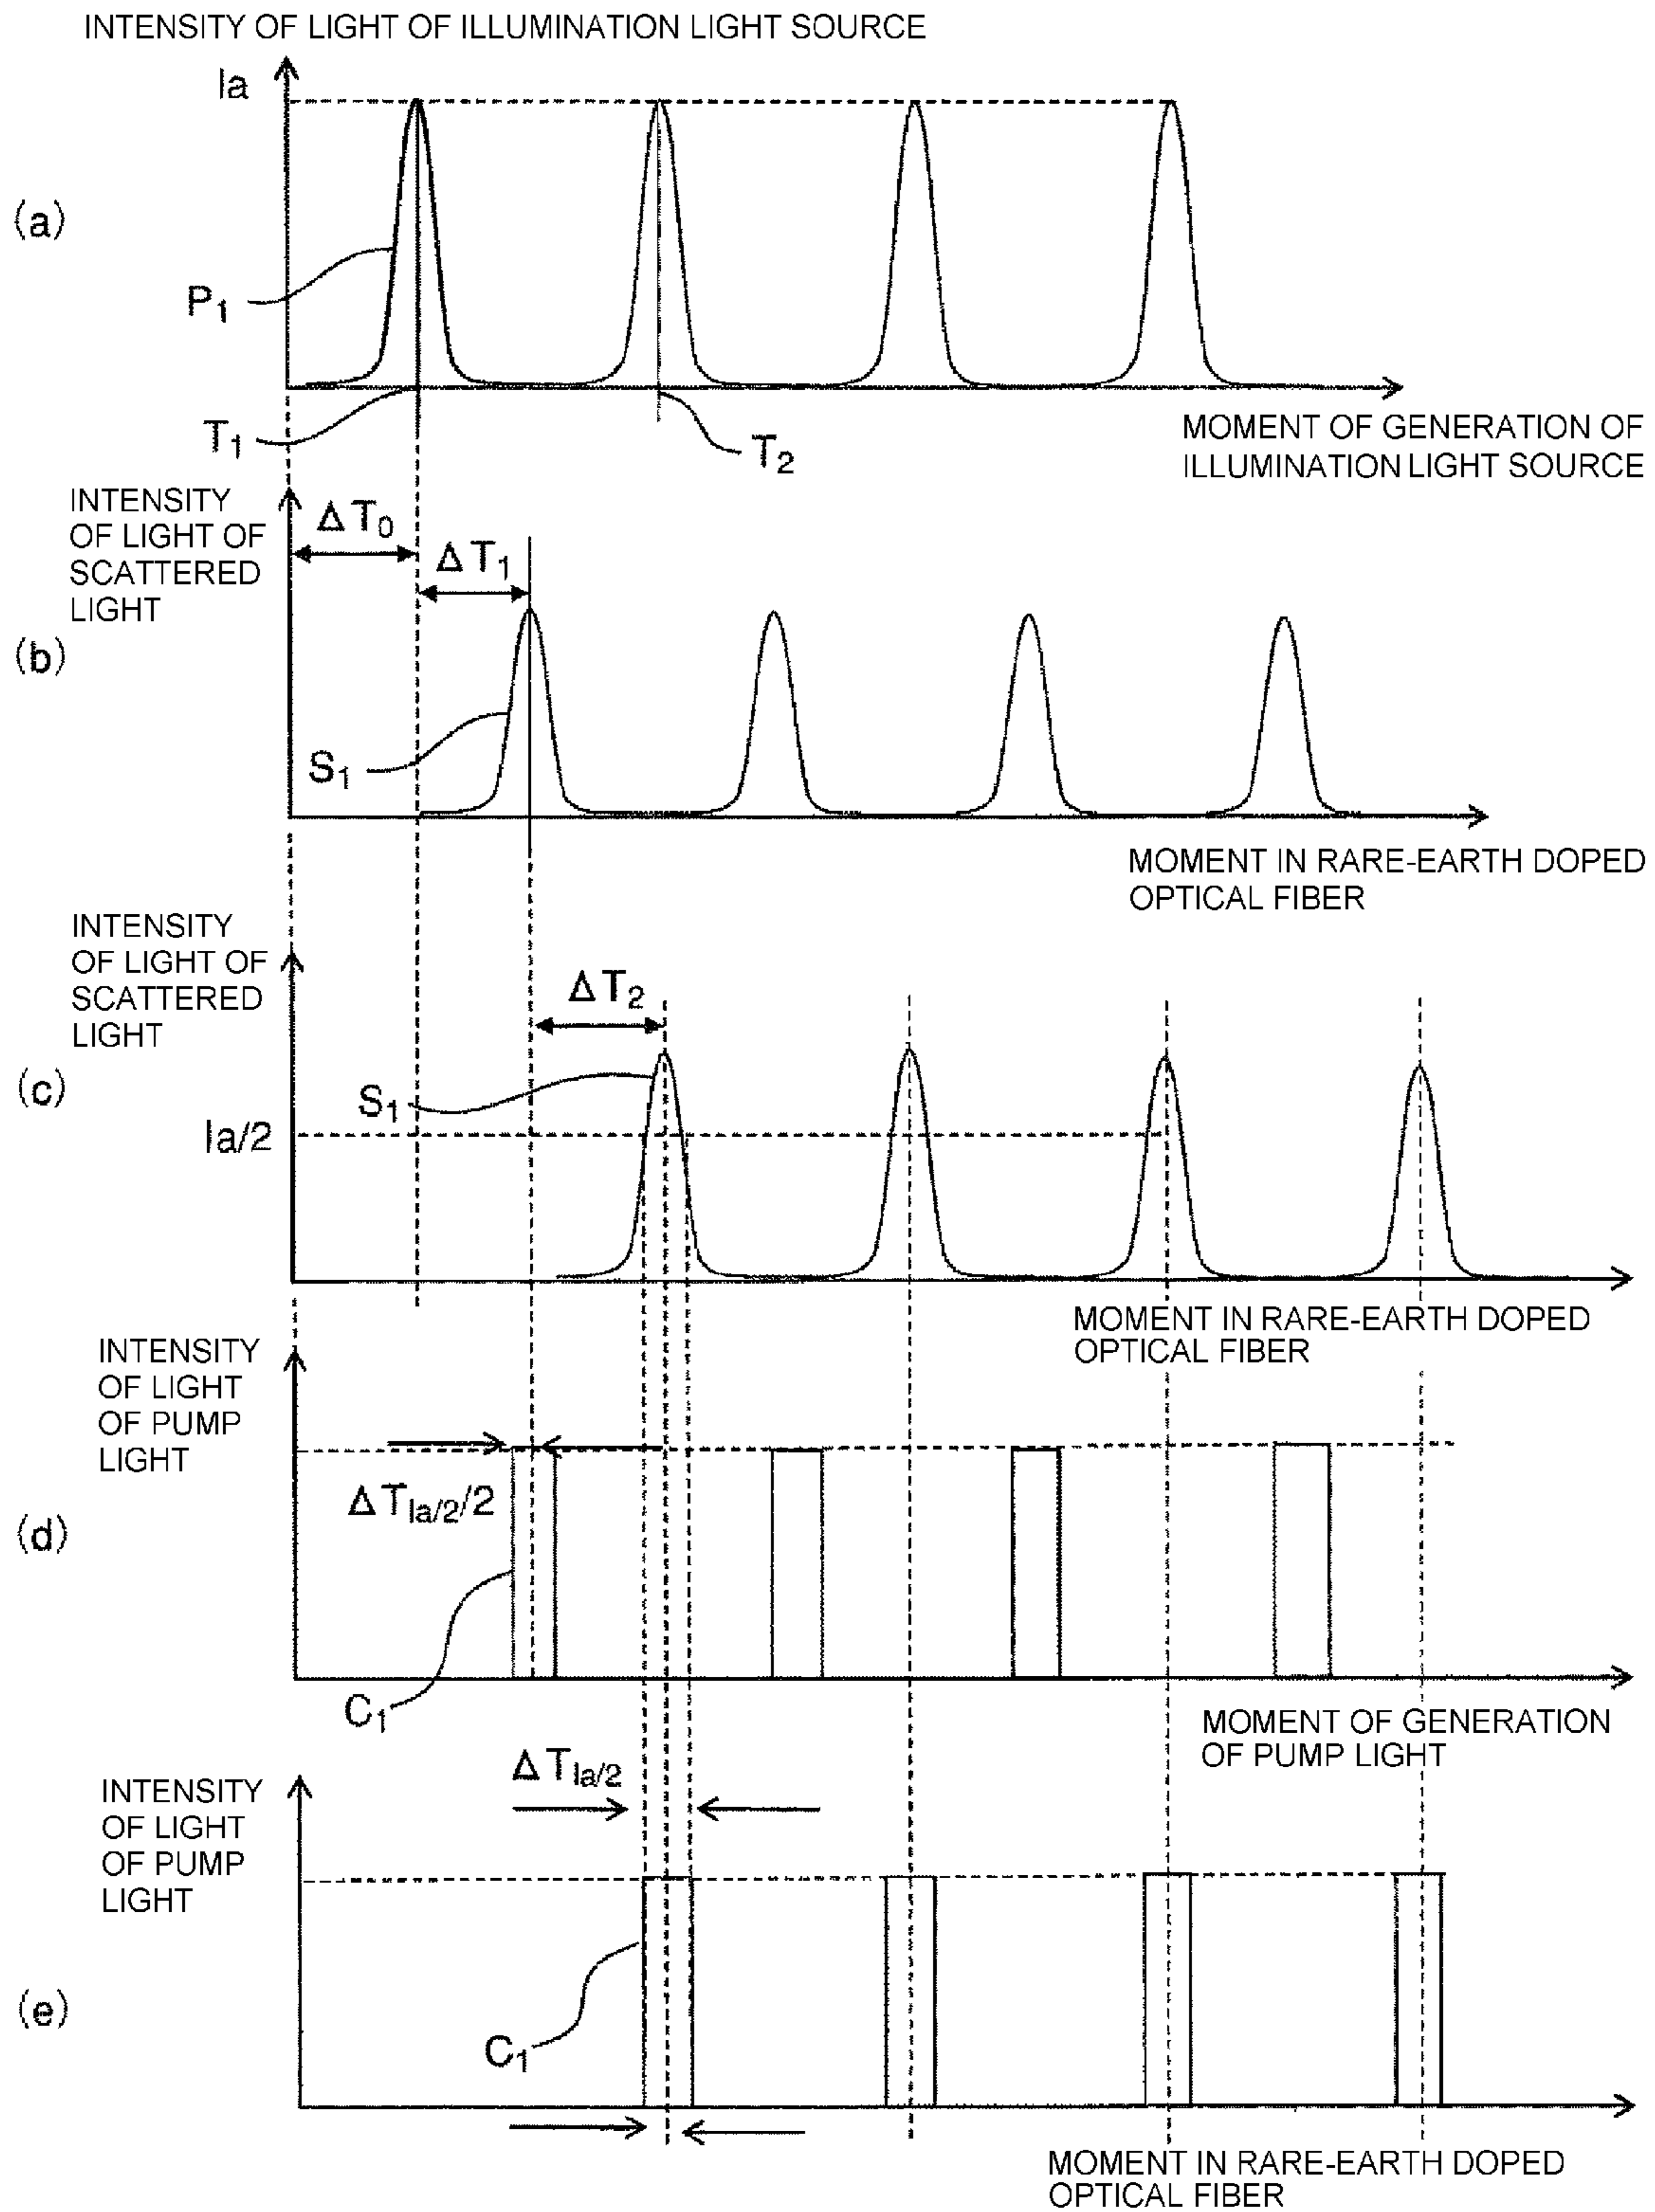 INTENSITY OF LIGHT OF ILLUMINATION LIGHT SOURCE
Ia
(a)
P1
T1
T2
MOMENT OF GENERATION OF
ILLUMINATION LIGHT SOURCE
INTENSITY
OF LIGHT OF
SCATTERED
LIGHT
ΔT0
ΔT1
(b)
S1
MOMENT IN RARE-EARTH DOPED
OPTICAL FIBER
INTENSITY
OF LIGHT OF
SCATTERED
LIGHT
ΔT2
(c)
S1
Ia/2
MOMENT IN RARE-EARTH DOPED
OPTICAL FIBER
INTENSITY
OF LIGHT
OF PUMP
LIGHT
ΔTIa/2/2
(d)
C1
MOMENT OF GENERATION
OF PUMP LIGHT
ΔTIa/2
INTENSITY
OF LIGHT
OF PUMP
LIGHT
(e)
C1
MOMENT IN RARE-EARTH DOPED
OPTICAL FIBER